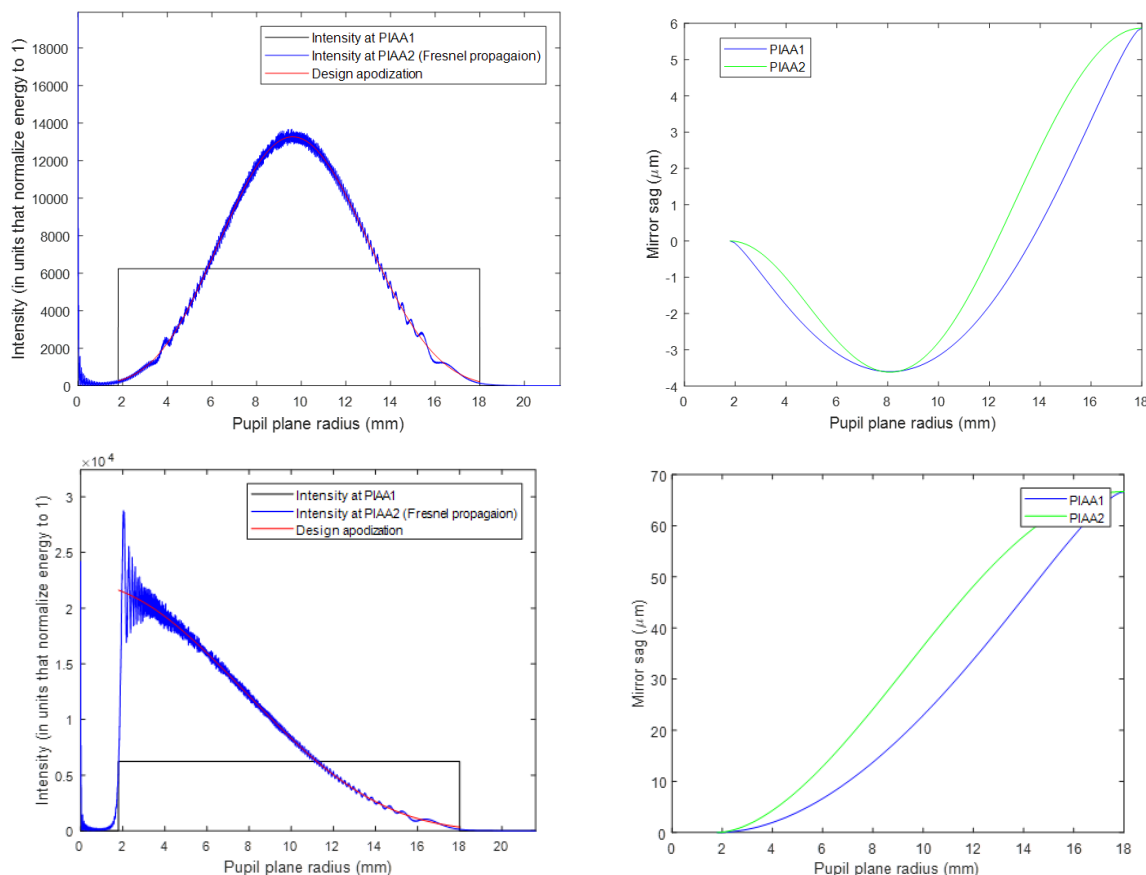 Intensity (in units that normalize energy to 1)
18000
16000
14000
12000
10000
8000
6000
4000
2000
0
Intensity at PIAA1
Intensity at PIAA2 (Fresnel propagaion)
Design apodization
0 2 4 6 8 10 12 14 16 18 20
Pupil plane radius (mm)
Mirror sag (μm)
6
5
4
3
2
1
0
-1
-2
-3
-4
PIAA1
PIAA2
0 2 4 6 8 10 12 14 16 18
Pupil plane radius (mm)
Intensity (in units that normalize energy to 1)
×10⁴
3
2.5
2
1.5
1
0.5
0
Intensity at PIAA1
Intensity at PIAA2 (Fresnel propagaion)
Design apodization
0 2 4 6 8 10 12 14 16 18 20
Pupil plane radius (mm)
Mirror sag (μm)
70
60
50
40
30
20
10
0
PIAA1
PIAA2
0 2 4 6 8 10 12 14 16 18
Pupil plane radius (mm)